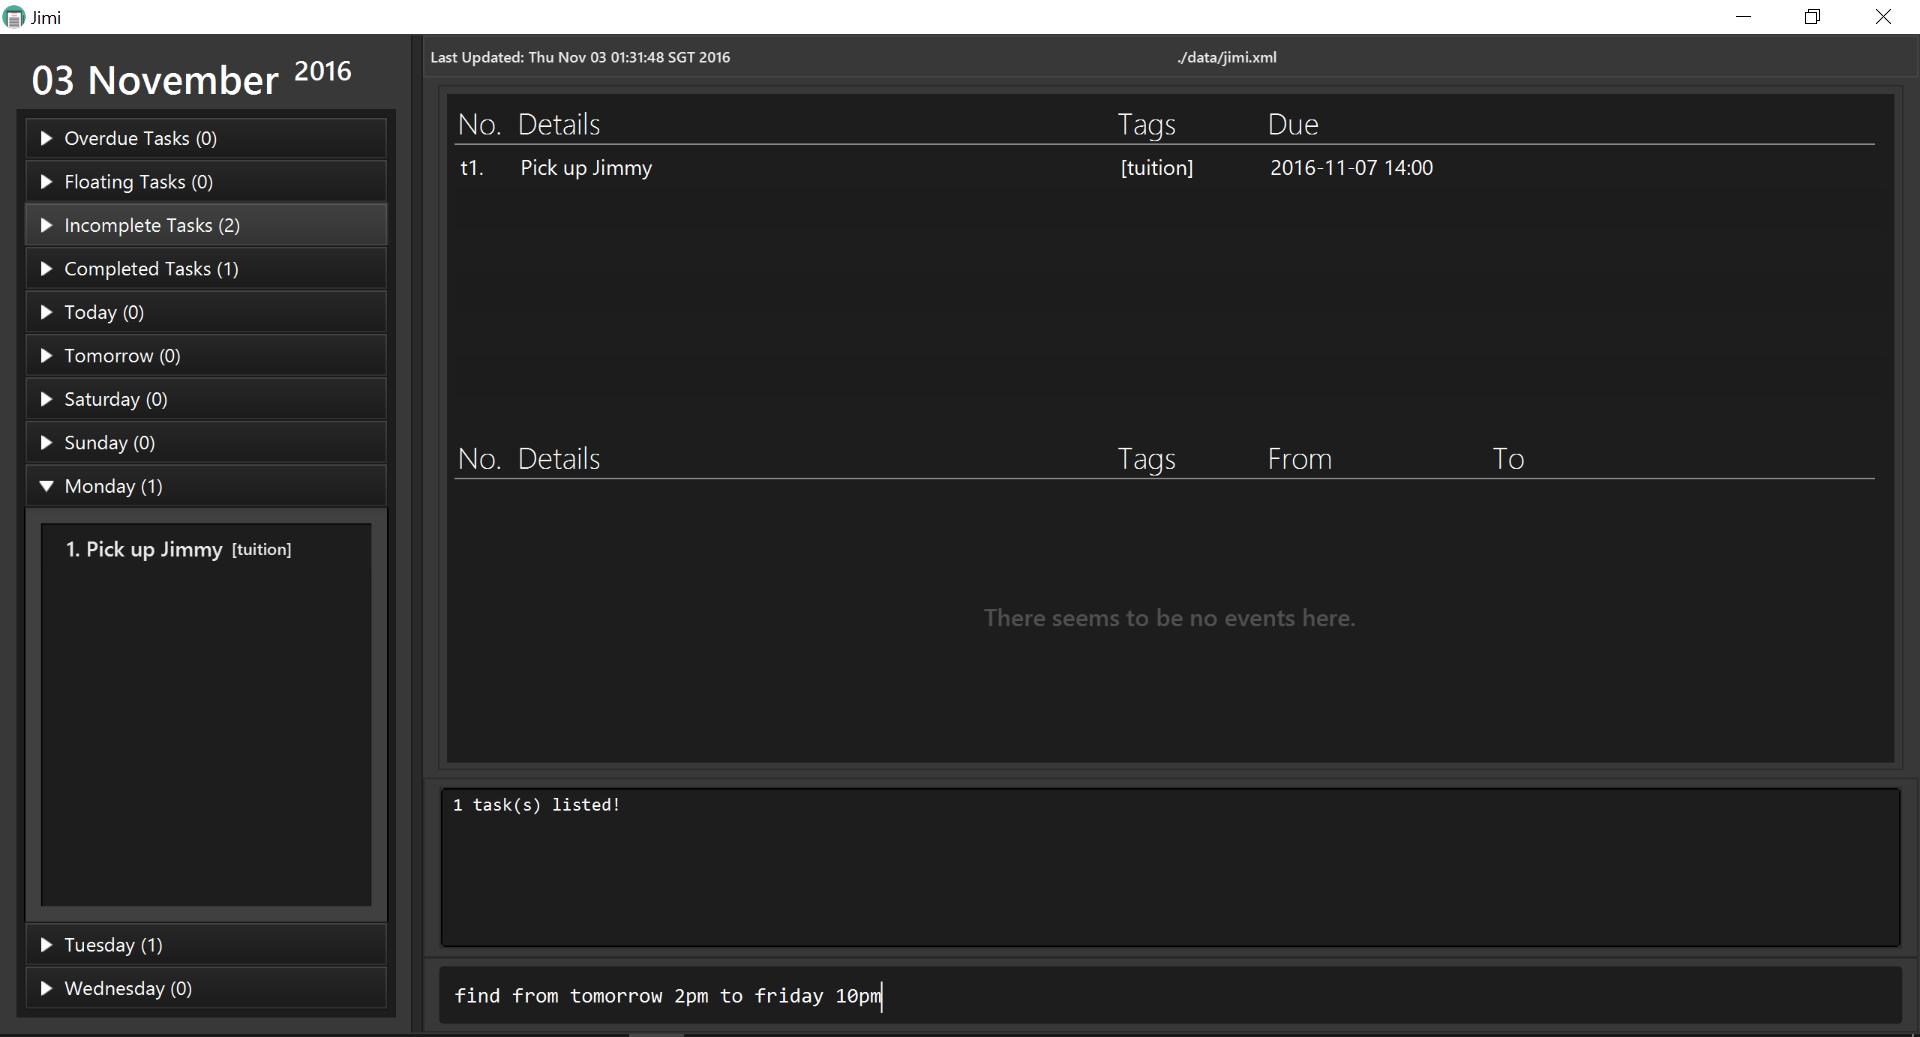 Jimi
03 November 2016
Overdue Tasks (0)
Floating Tasks (0)
Incomplete Tasks (2)
Completed Tasks (1)
Today (0)
Tomorrow (0)
Saturday (0)
Sunday (0)
Monday (1)
1. Pick up Jimmy [tuition]
Tuesday (1)
Wednesday (0)
Last Updated: Thu Nov 03 01:31:48 SGT 2016 ./data/jimi.xml
No. Details Tags Due
t1. Pick up Jimmy [tuition] 2016-11-07 14:00
No. Details Tags From To
There seems to be no events here.
1 task(s) listed!
find from tomorrow 2pm to friday 10pm